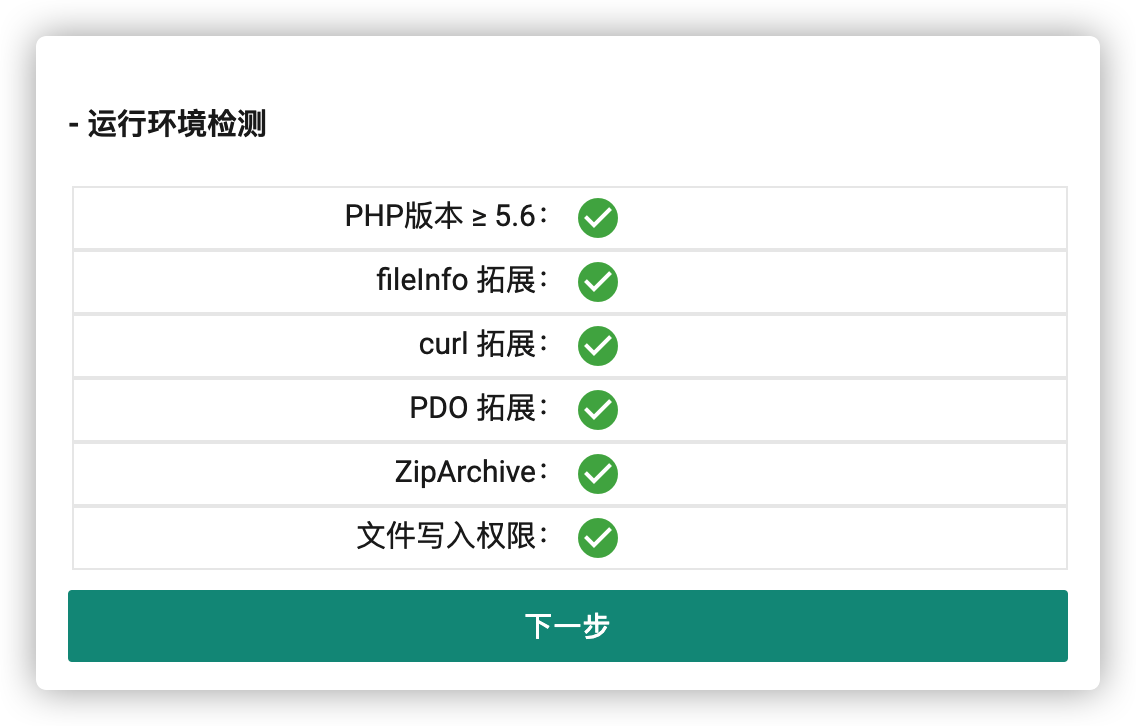 - 运行环境检测
PHP版本 ≥ 5.6：
fileInfo 拓展：
curl 拓展：
PDO 拓展：
ZipArchive：
文件写入权限：
下一步